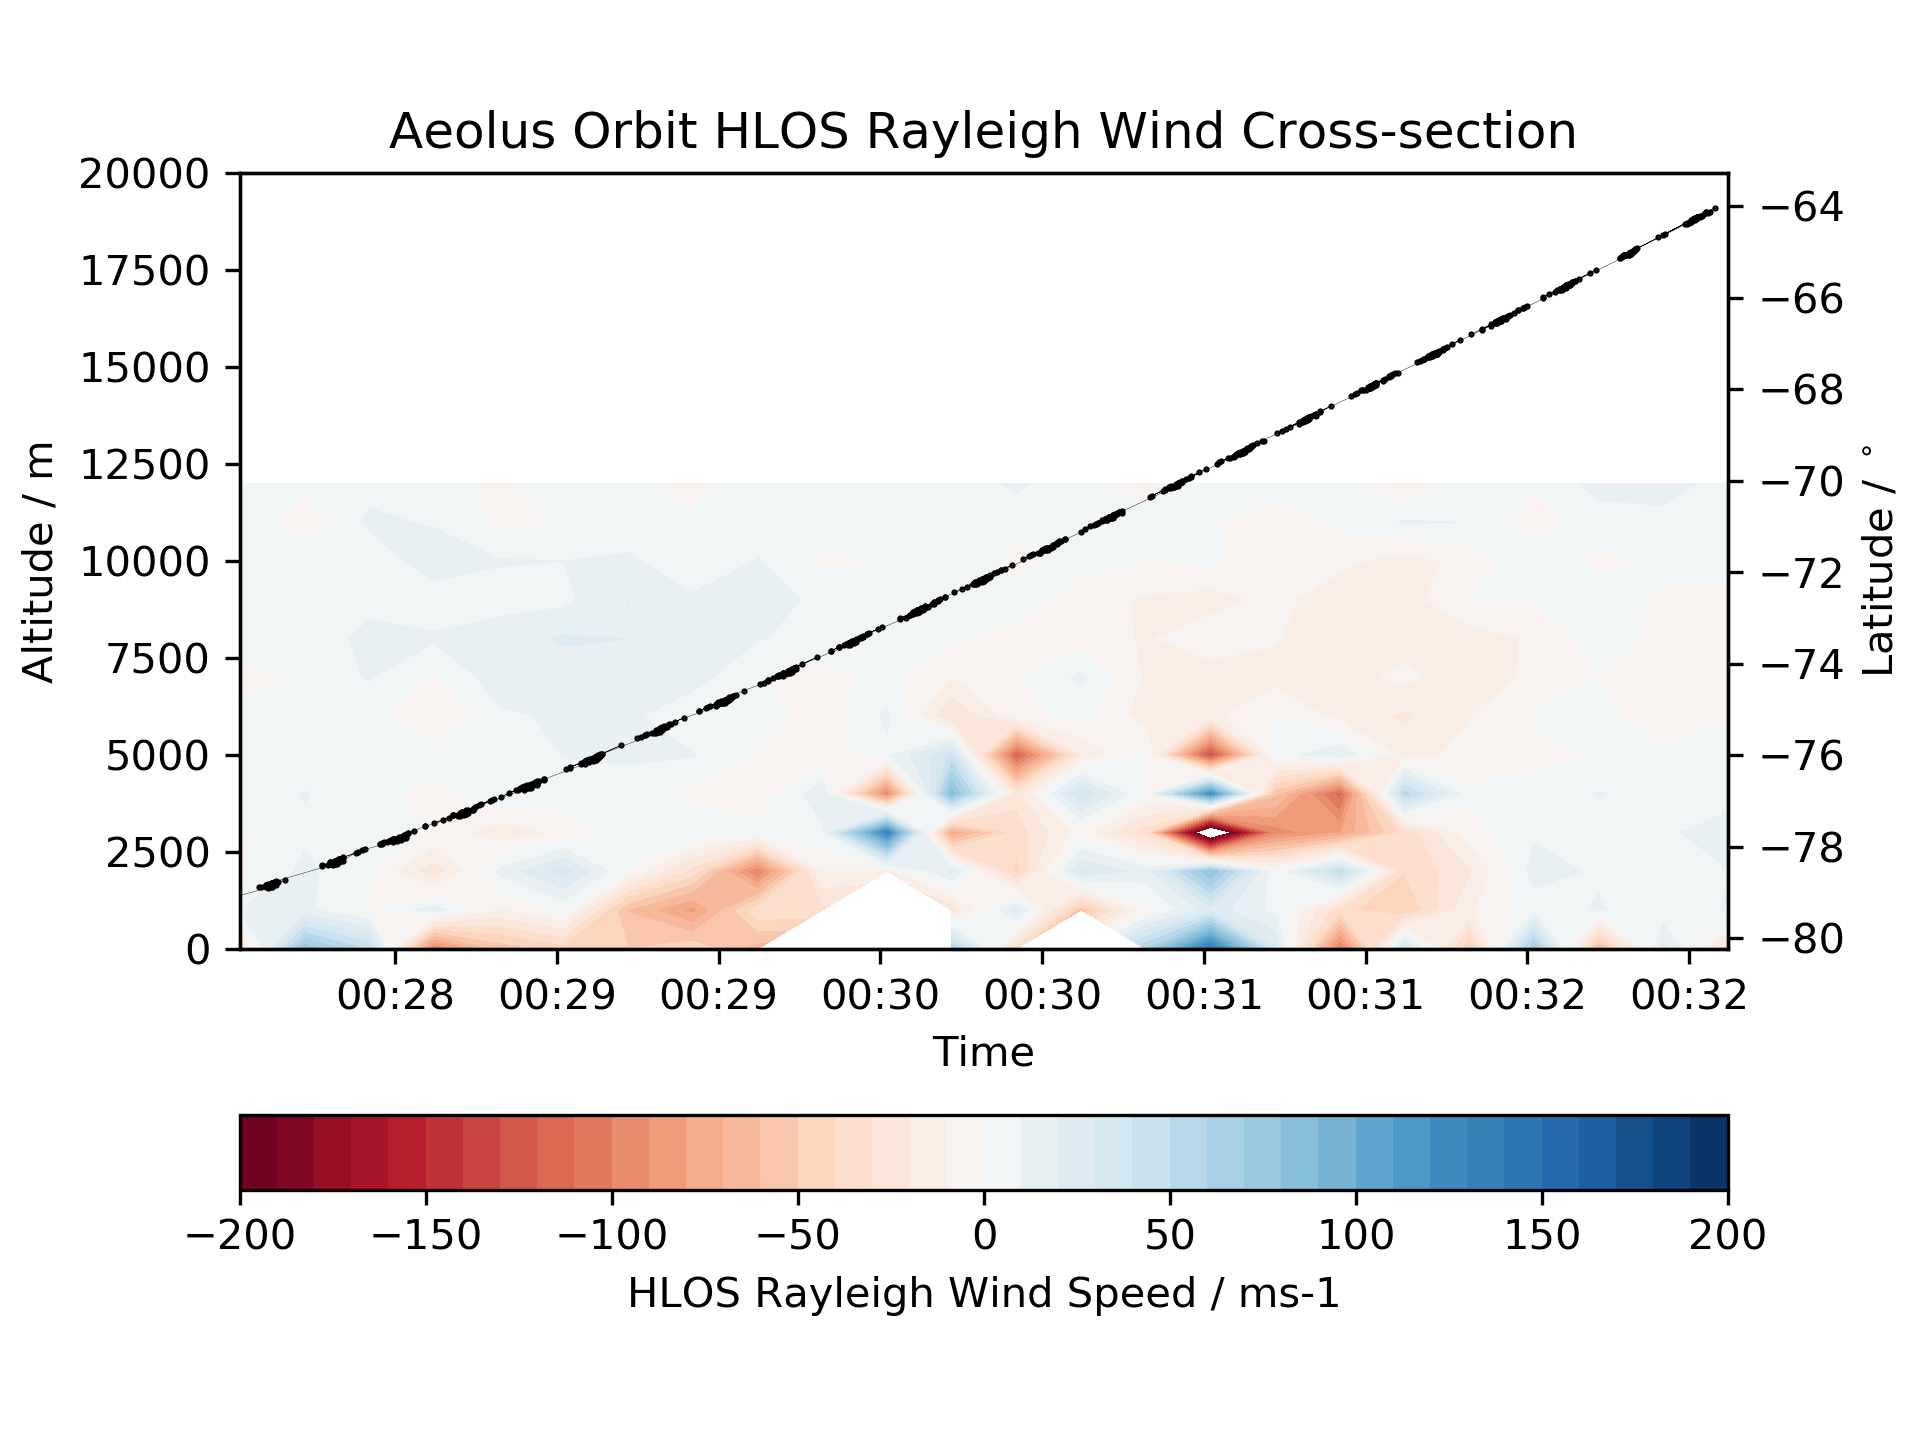 Aeolus Orbit HLOS Rayleigh Wind Cross-section
20000
17500
15000
12500
10000
7500
5000
2500
0
Altitude / m
−64
−66
−68
−70
−72
−74
−76
−78
−80
Latitude / °
00:28 00:29 00:29 00:30 00:30 00:31 00:31 00:32 00:32
Time
−200 −150 −100 −50 0 50 100 150 200
HLOS Rayleigh Wind Speed / ms-1